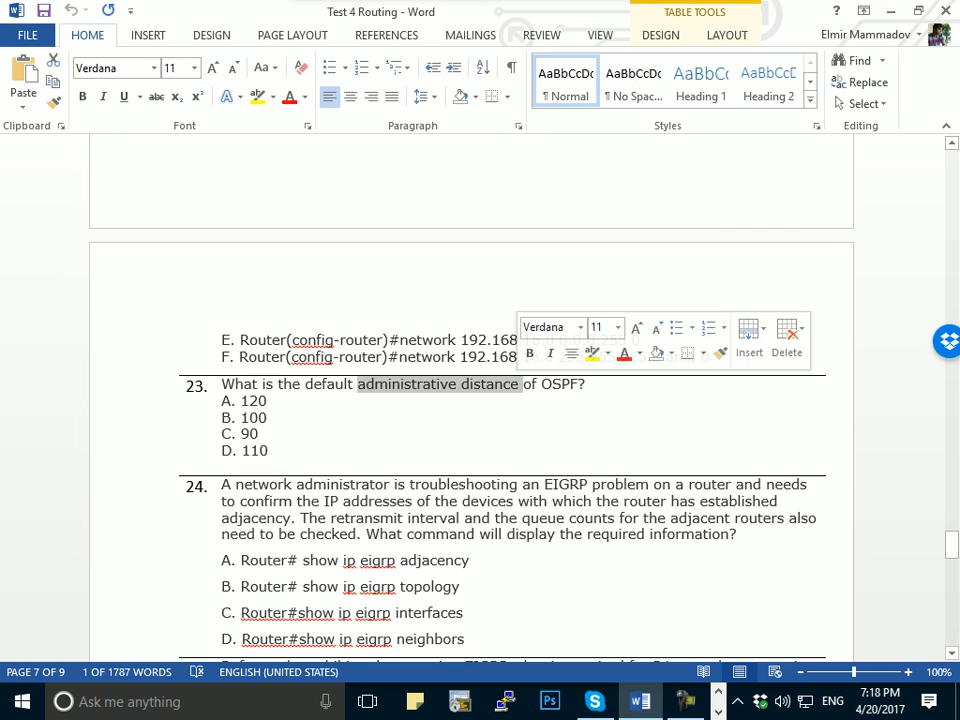 Test 4 Routing - Word
TABLE TOOLS
FILE HOME INSERT DESIGN PAGE LAYOUT REFERENCES MAILINGS REVIEW VIEW DESIGN LAYOUT Elmir Mammadov
Paste
Verdana 11
Aa
B I U abc x₂ x² A A
AaBbCcDc AaBbCcDc AaBbC AaBbCcD
¶ Normal ¶ No Spac... Heading 1 Heading 2
Find
Replace
Select
Clipboard Font Paragraph Styles Editing
Verdana 11
B I A Insert Delete
E. Router(config-router)#network 192.168
F. Router(config-router)#network 192.168
23. What is the default administrative distance of OSPF?
A. 120
B. 100
C. 90
D. 110
24. A network administrator is troubleshooting an EIGRP problem on a router and needs
to confirm the IP addresses of the devices with which the router has established
adjacency. The retransmit interval and the queue counts for the adjacent routers also
need to be checked. What command will display the required information?
A. Router# show ip eigrp adjacency
B. Router# show ip eigrp topology
C. Router#show ip eigrp interfaces
D. Router#show ip eigrp neighbors
PAGE 7 OF 9 1 OF 1787 WORDS ENGLISH (UNITED STATES) 100%
Ask me anything
ENG
7:18 PM
4/20/2017